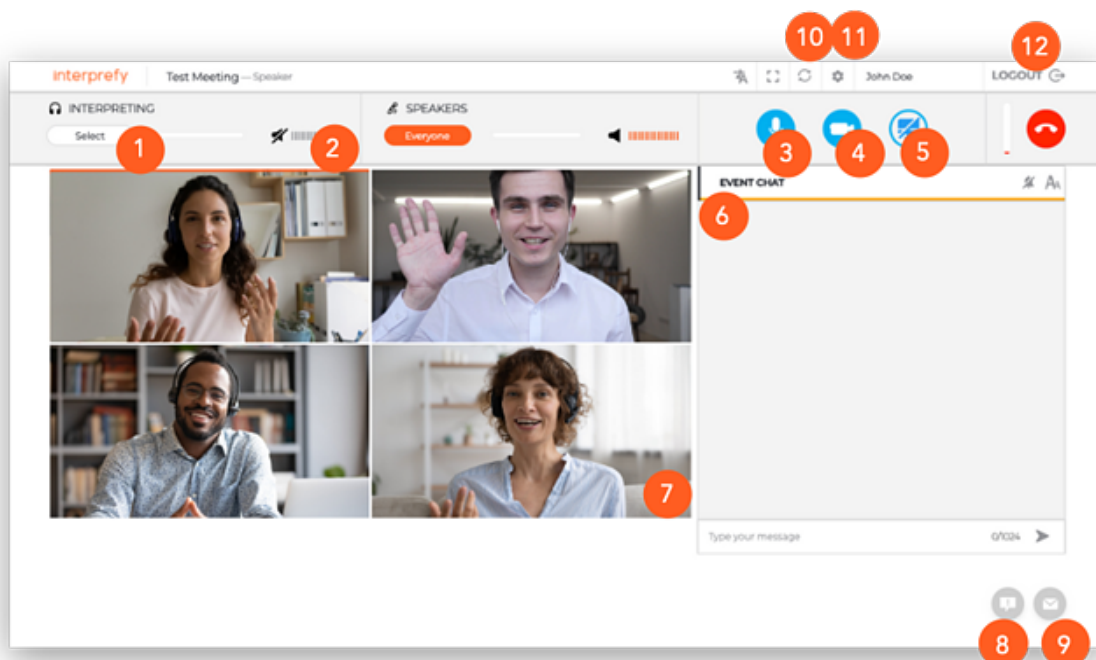 10 11 12
interprefy Test Meeting — Speaker John Doe LOGOUT
INTERPRETING SPEAKERS
Select Everyone
1 2 3 4 5
EVENT CHAT AA
6
7
Type your message 0/1024
8 9